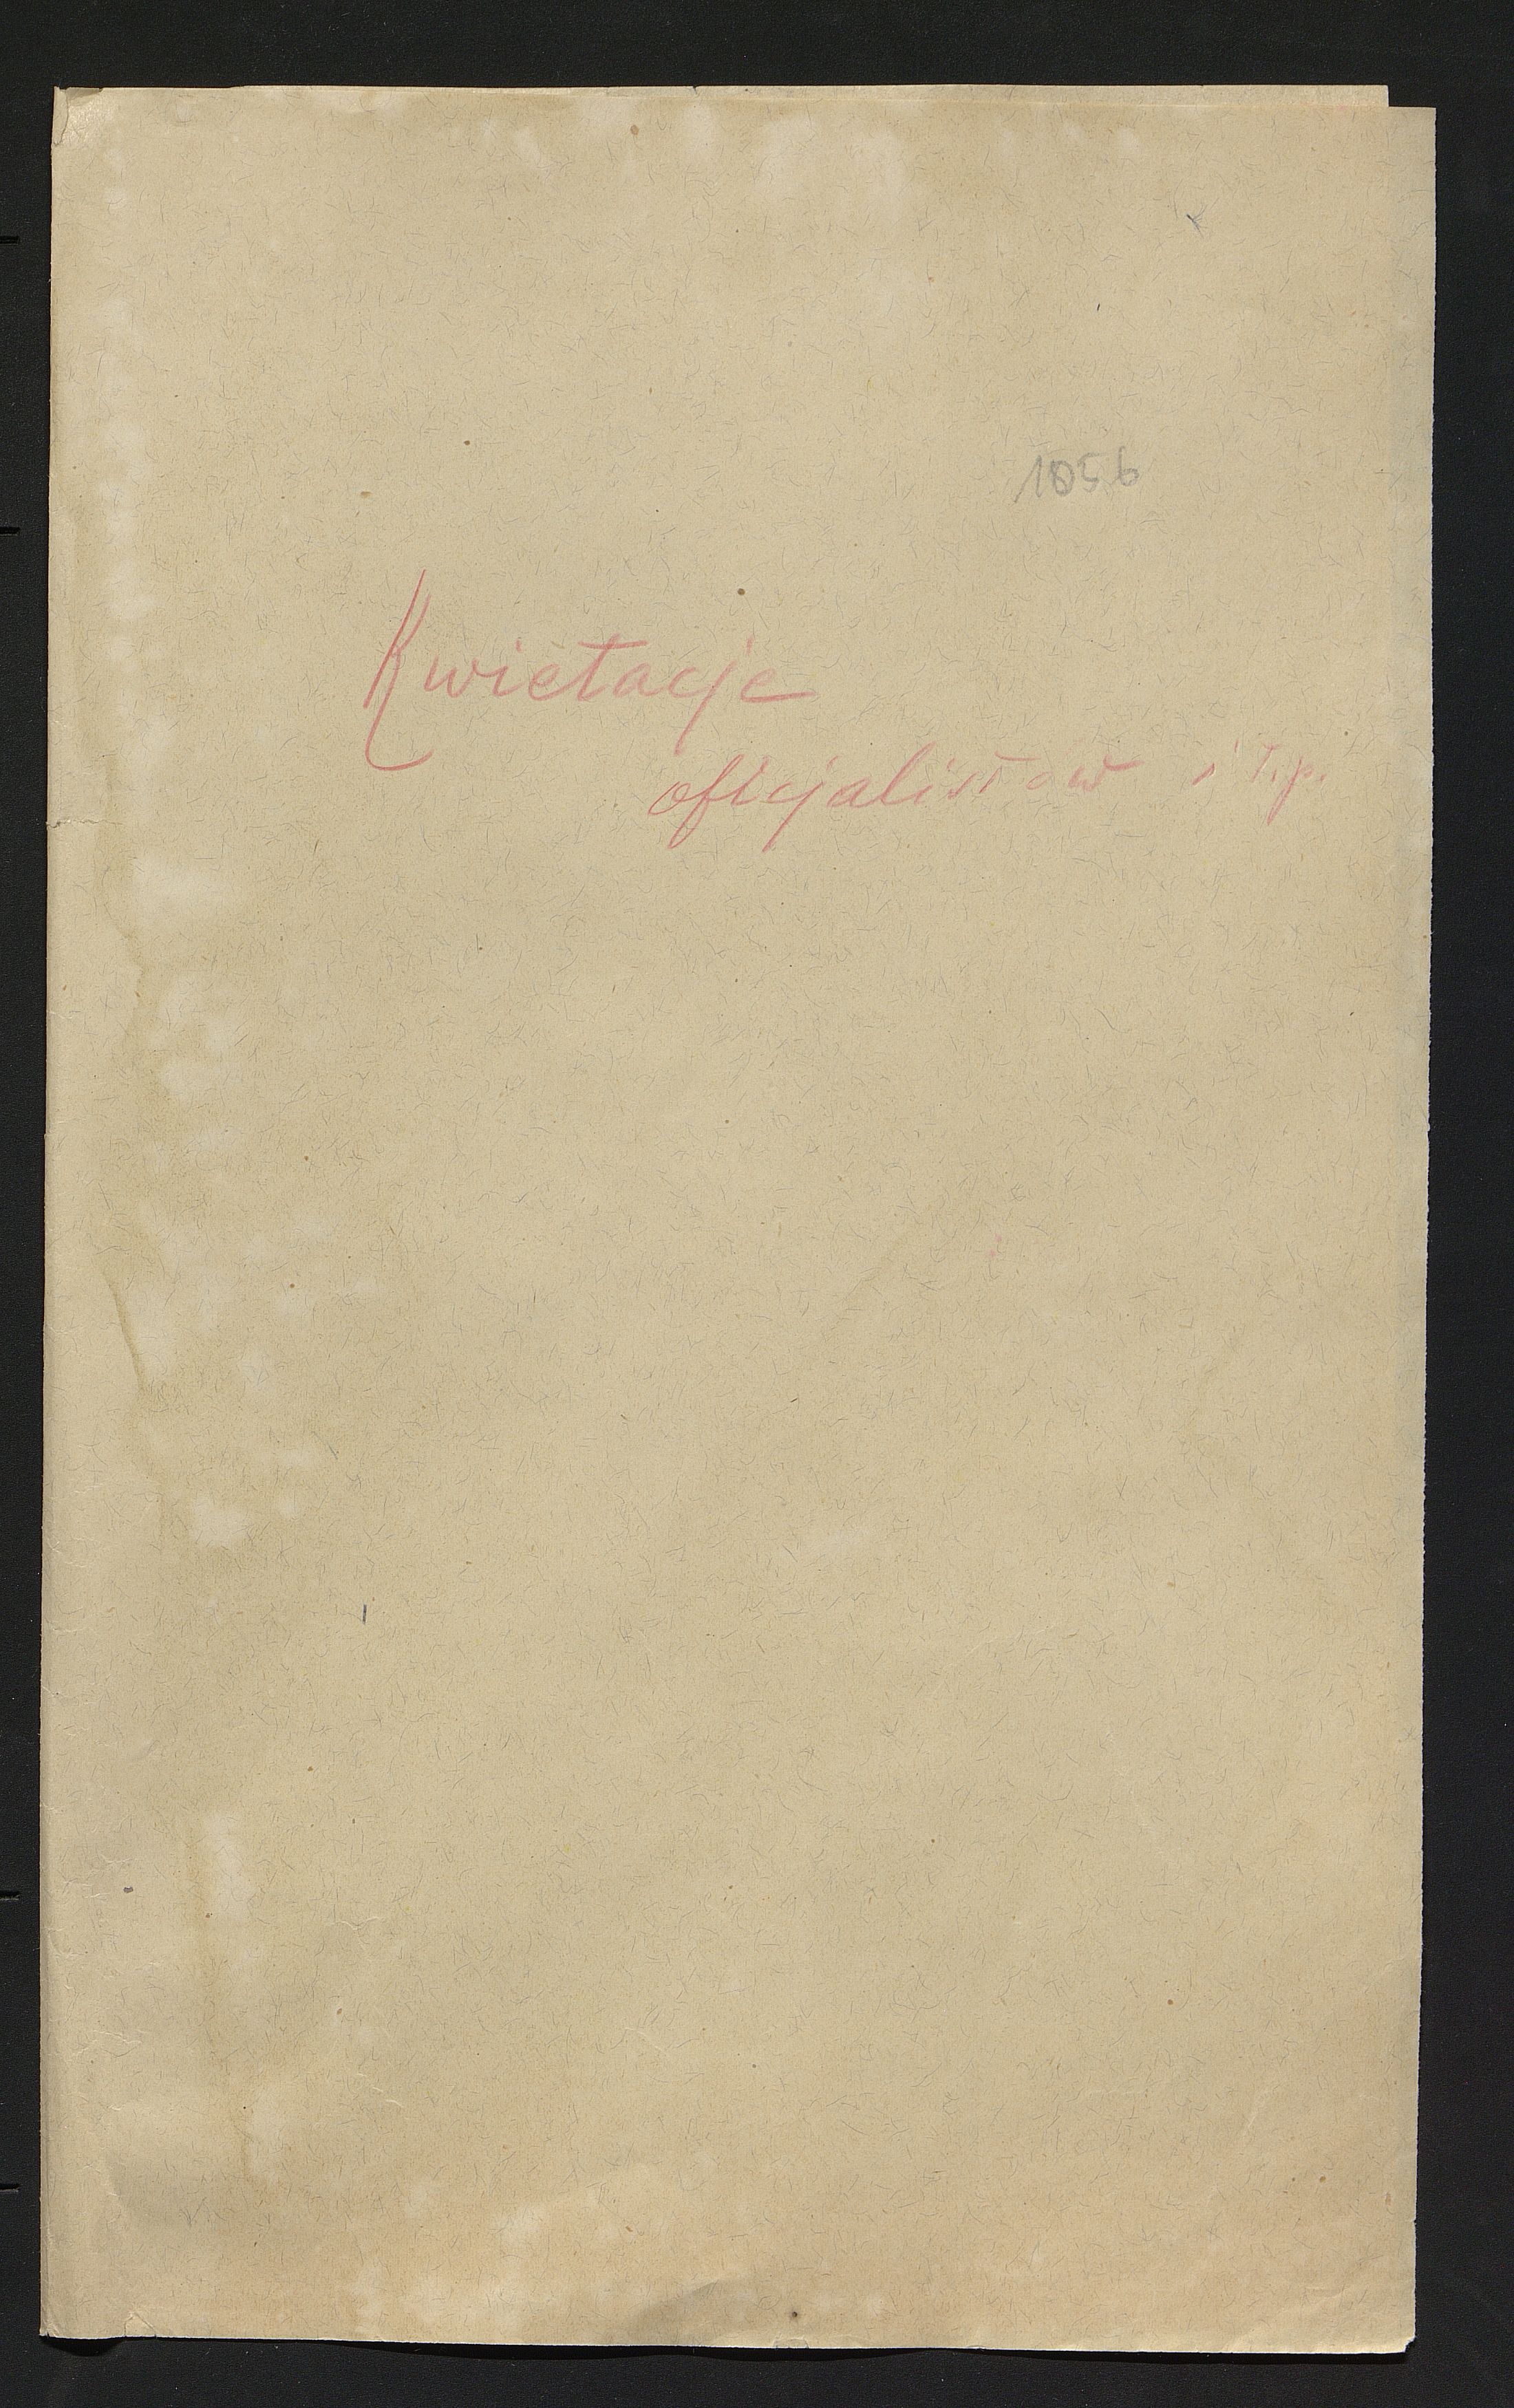 1056
Kwietacje
oficjalistów i t.p.